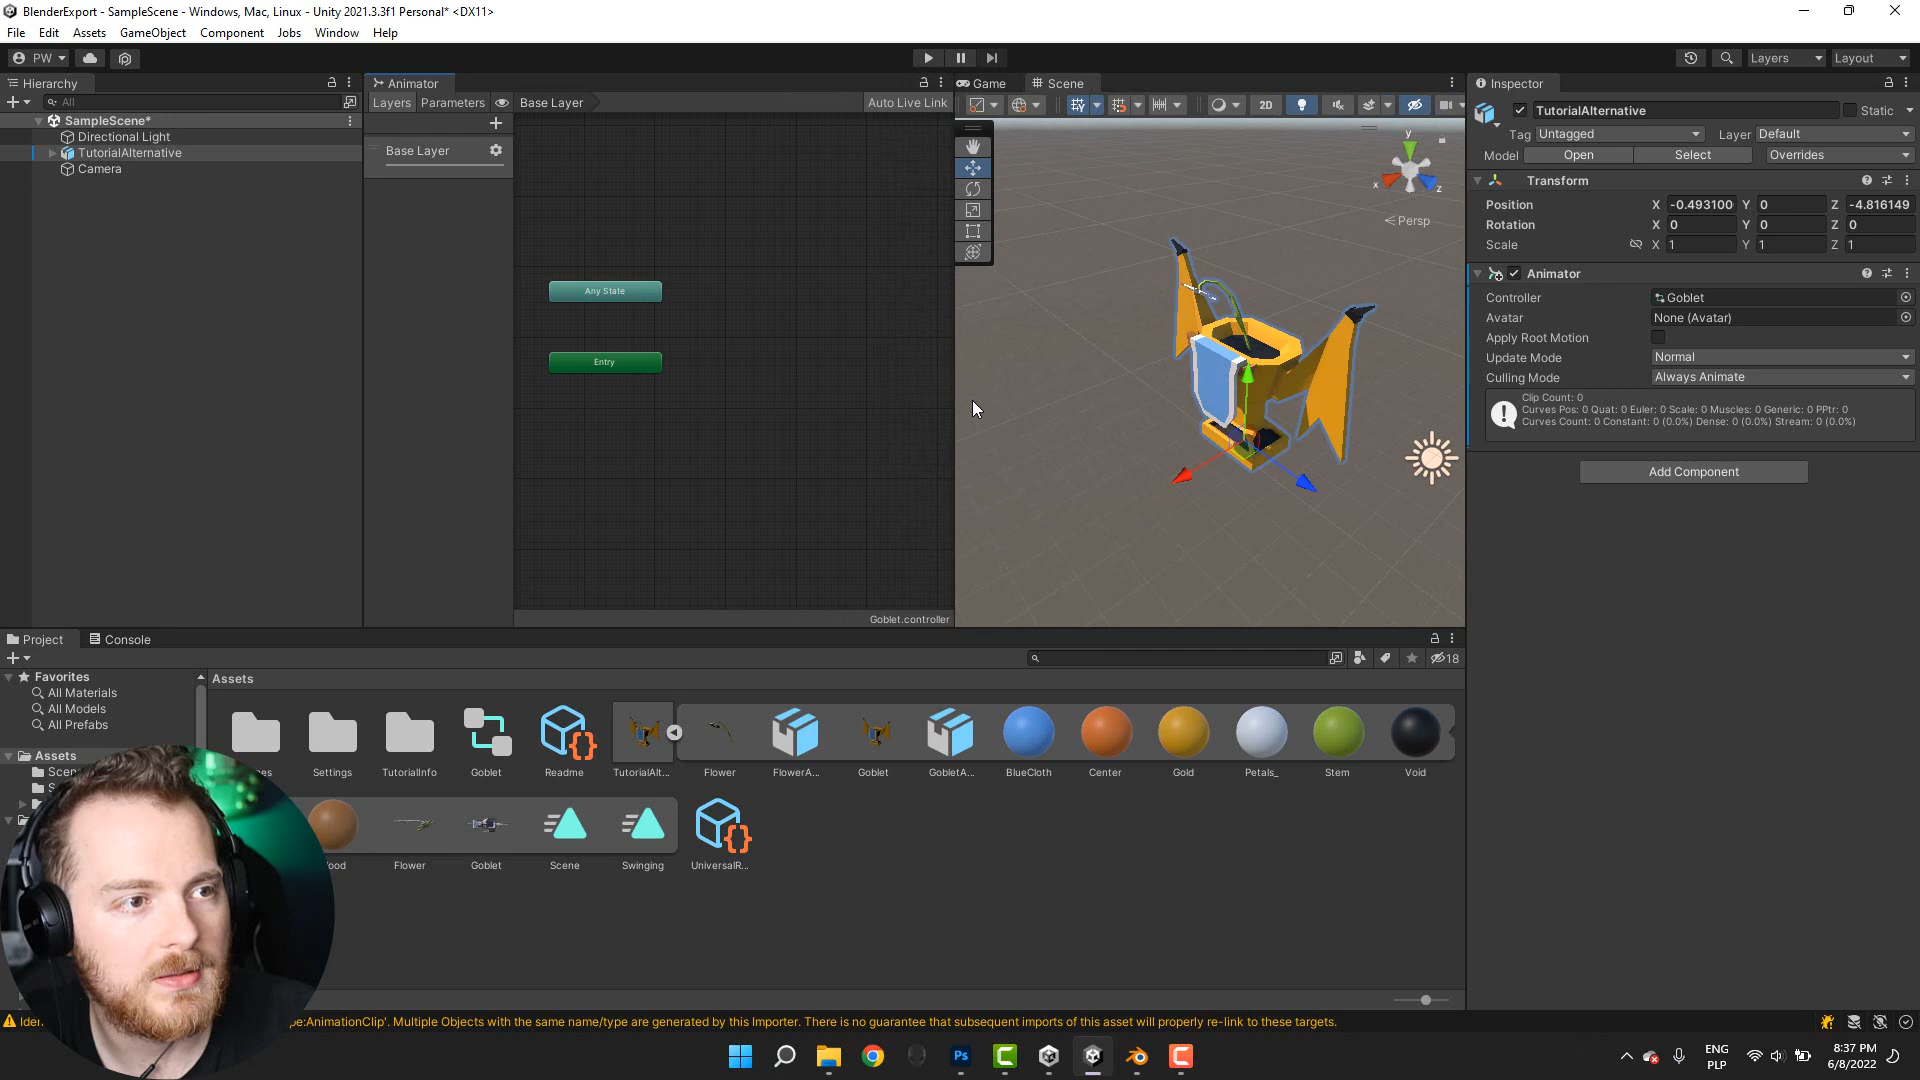 BlenderExport - SampleScene - Windows, Mac, Linux - Unity 2021.3.3f1 Personal* <DX11>
File Edit Assets GameObject Component Jobs Window Help
PW
Layers Layout
Hierarchy
All
SampleScene*
Directional Light
TutorialAlternative
Camera
Animator
Layers Parameters Base Layer Auto Live Link
Base Layer
Any State
Entry
Goblet.controller
Game Scene
2D
y
x
z
Persp
Inspector
TutorialAlternative Static
Tag Untagged Layer Default
Model Open Select Overrides
Transform
Position X -0.493100 Y 0 Z -4.816149
Rotation X 0 Y 0 Z 0
Scale X 1 Y 1 Z 1
Animator
Controller Goblet
Avatar None (Avatar)
Apply Root Motion
Update Mode Normal
Culling Mode Always Animate
Clip Count: 0
Curves Pos: 0 Quat: 0 Euler: 0 Scale: 0 Muscles: 0 Generic: 0 PPtr: 0
Curves Count: 0 Constant: 0 (0.0%) Dense: 0 (0.0%) Stream: 0 (0.0%)
Add Component
Project Console
18
Favorites
All Materials
All Models
All Prefabs
Assets
Assets
Settings TutorialInfo Goblet Readme TutorialAlt... Flower FlowerA... Goblet GobletA... BlueCloth Center Gold Petals_ Stem Void
Flower Goblet Scene Swinging UniversalR...
pe:AnimationClip'. Multiple Objects with the same name/type are generated by this Importer. There is no guarantee that subsequent imports of this asset will properly re-link to these targets.
Ps
ENG
PLP
8:37 PM
6/8/2022